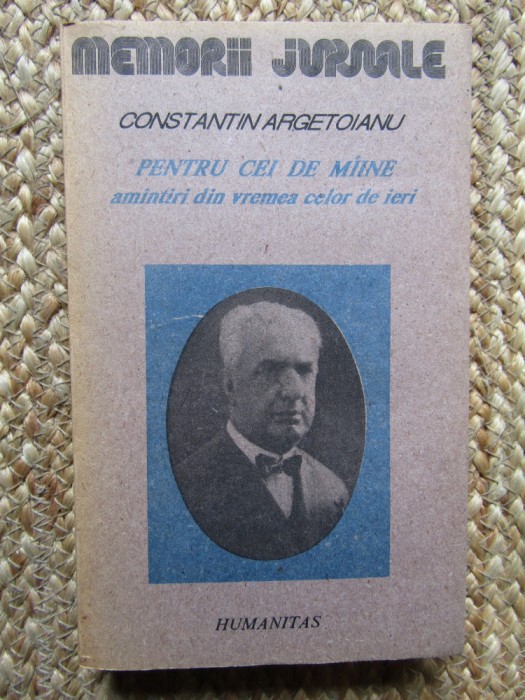 MEMORII JURNALE
CONSTANTIN ARGETOIANU
PENTRU CEI DE MÎINE
amintiri din vremea celor de ieri
HUMANITAS